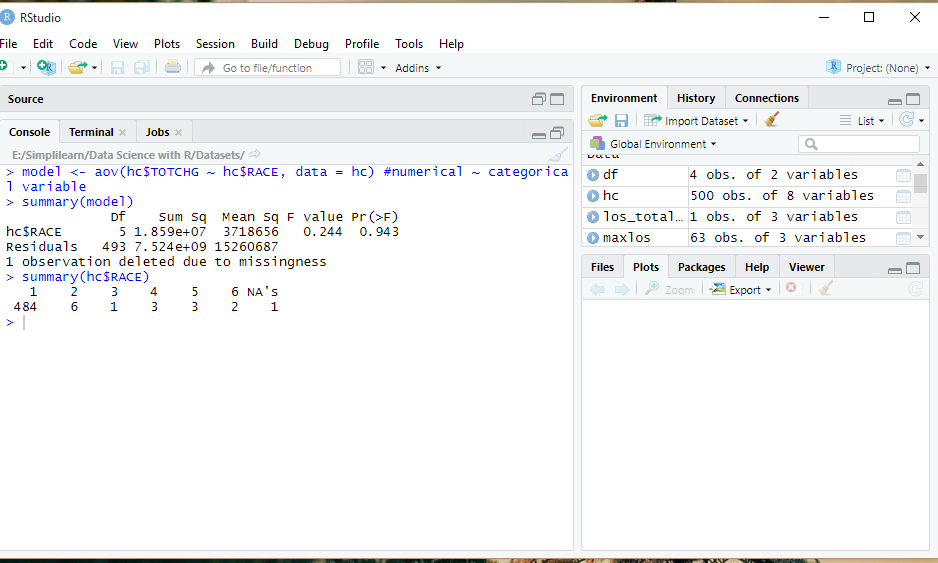 R RStudio
File Edit Code View Plots Session Build Debug Profile Tools Help
Go to file/function Addins Project: (None)
Source
Console Terminal Jobs
E:/Simplilearn/Data Science with R/Datasets/
> model <- aov(hc$TOTCHG ~ hc$RACE, data = hc) #numerical ~ categorica
l variable
> summary(model)
Df Sum Sq Mean Sq F value Pr(>F)
hc$RACE 5 1.859e+07 3718656 0.244 0.943
Residuals 493 7.524e+09 15260687
1 observation deleted due to missingness
> summary(hc$RACE)
1 2 3 4 5 6 NA's
484 6 1 3 3 2 1
>
Environment History Connections
Import Dataset List
Global Environment
Data
df 4 obs. of 2 variables
hc 500 obs. of 8 variables
los_total… 1 obs. of 3 variables
maxlos 63 obs. of 3 variables
Files Plots Packages Help Viewer
Zoom Export